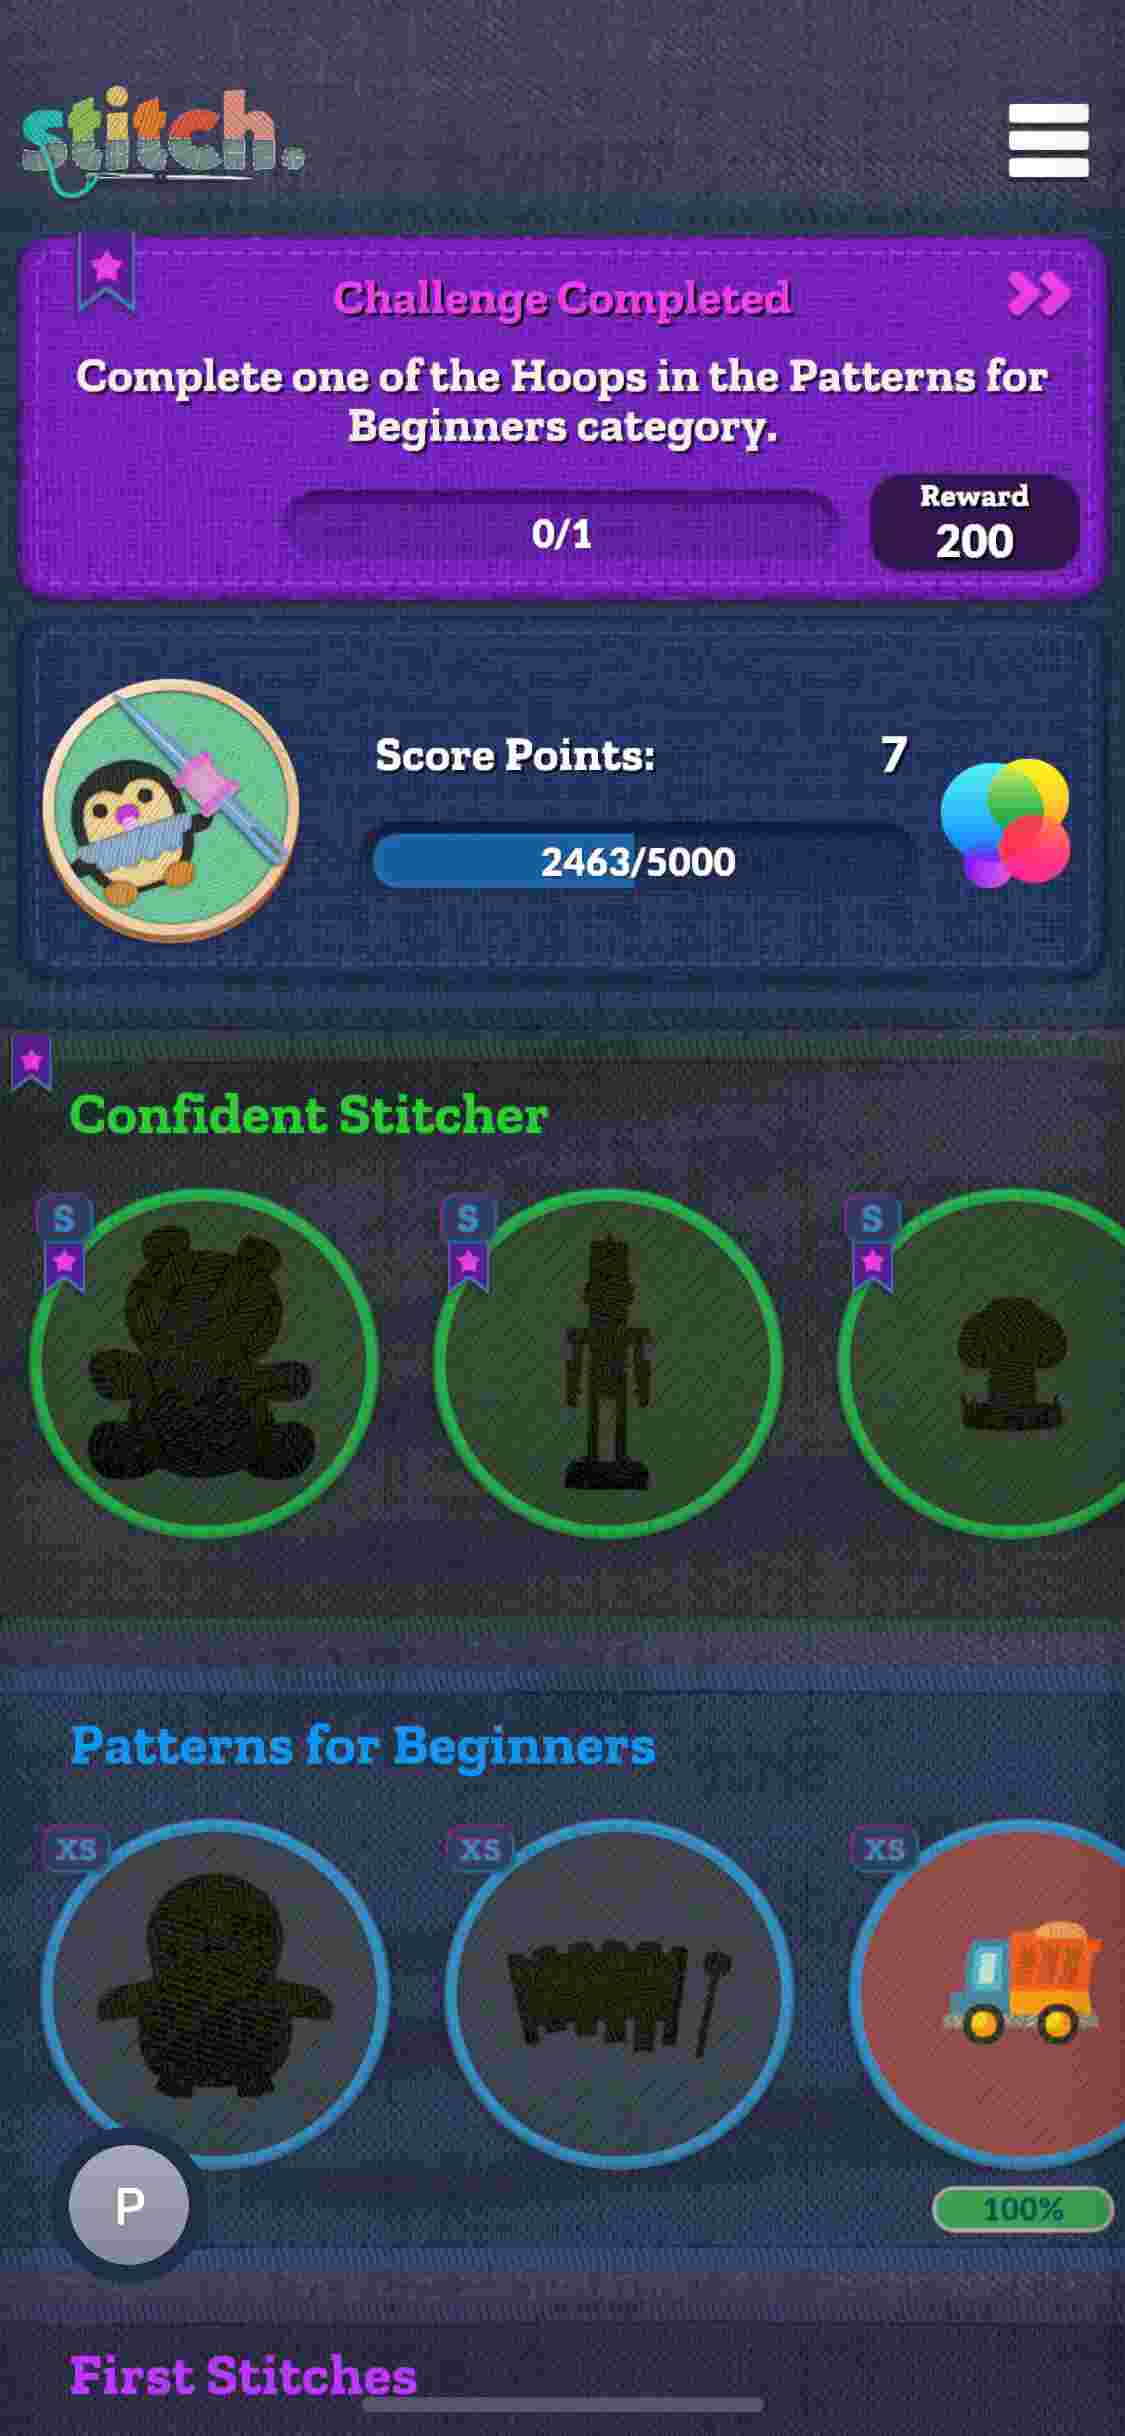 stitch.
Challenge Completed
Complete one of the Hoops in the Patterns for
Beginners category.
0/1
Reward
200
Score Points:
7
2463/5000
Confident Stitcher
S
S
S
Patterns for Beginners
XS
XS
XS
P
100%
First Stitches